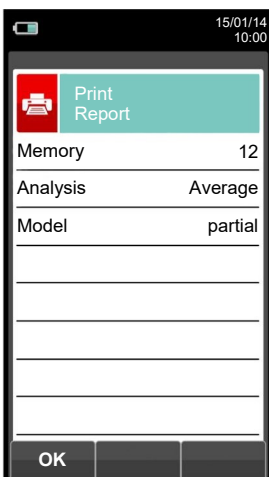 15/01/14
10:00
Print
Report
Memory 12
Analysis Average
Model partial
OK